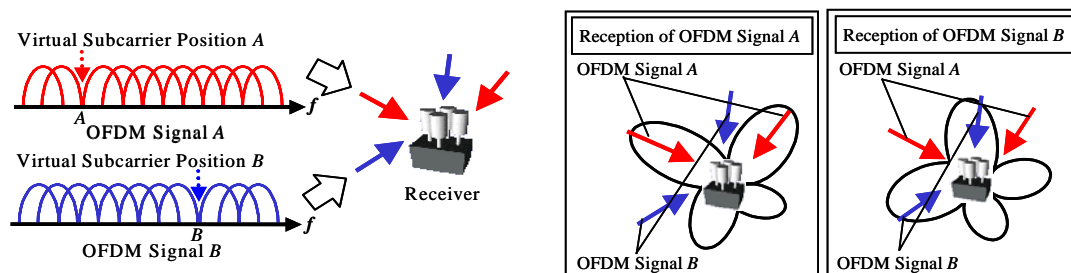 Virtual Subcarrier Position A
A
f
OFDM Signal A
Virtual Subcarrier Position B
B
f
OFDM Signal B
Receiver
Reception of OFDM Signal A
OFDM Signal A
OFDM Signal B
Reception of OFDM Signal B
OFDM Signal A
OFDM Signal B